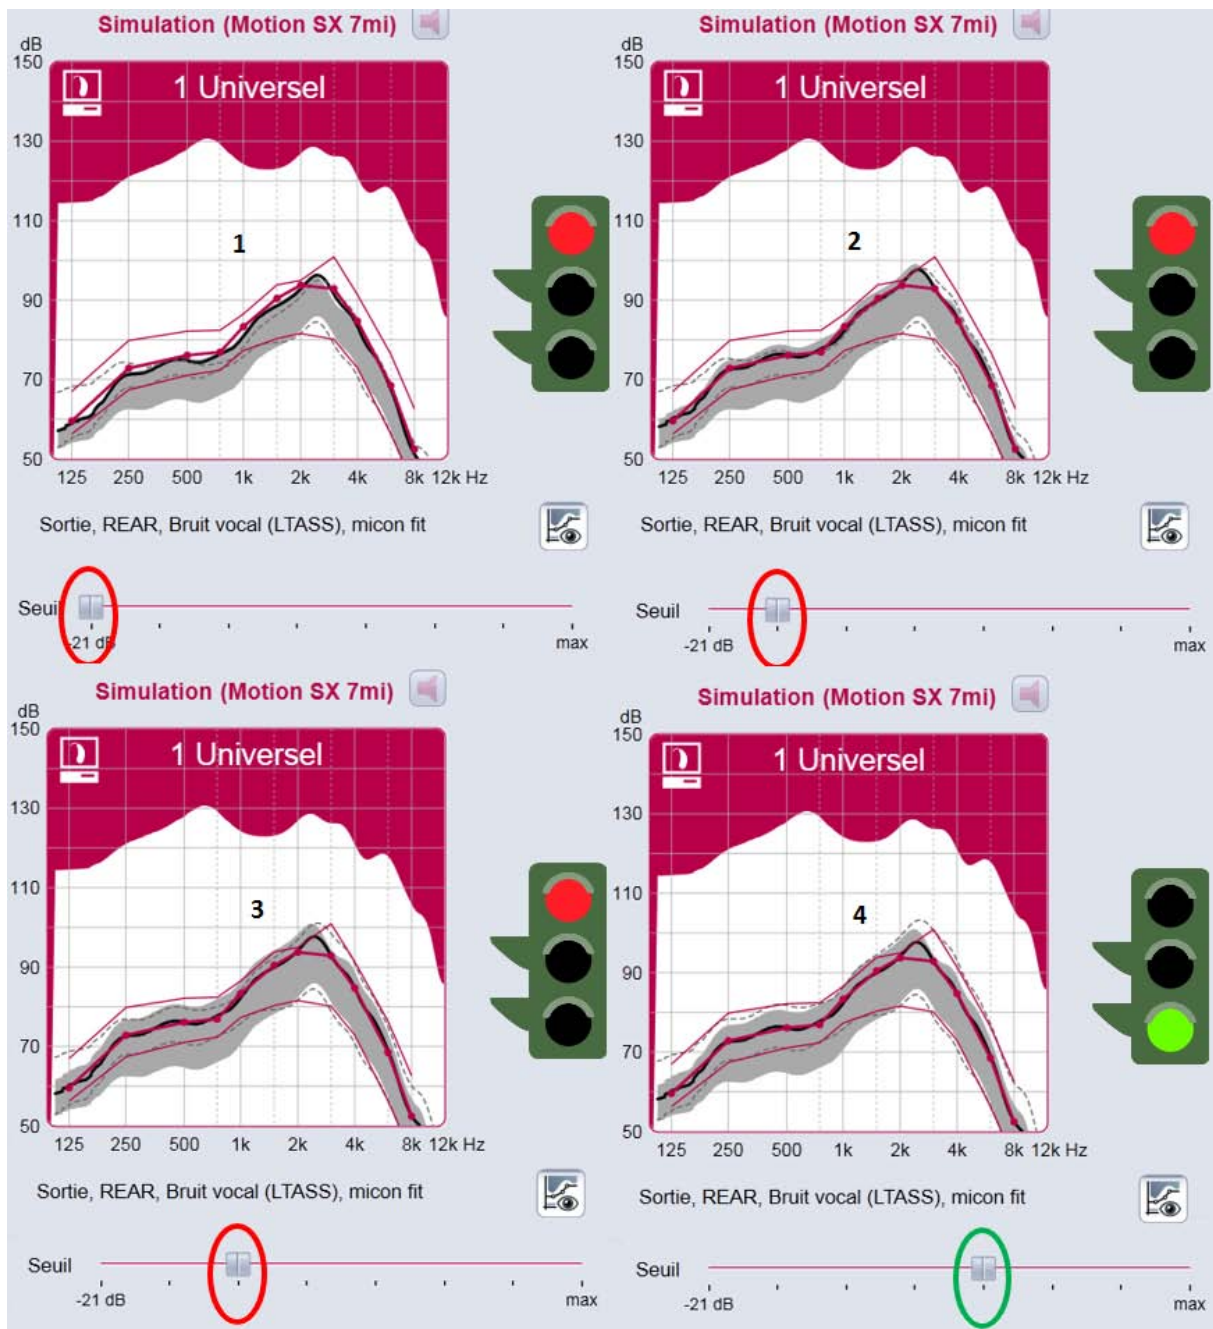 Simulation (Motion SX 7mi)
dB
150
1 Universel
130
110
1
90
70
50
125 250 500 1k 2k 4k 8k 12k Hz
Sortie, REAR, Bruit vocal (LTASS), micon fit
Seuil
-21 dB
max
Simulation (Motion SX 7mi)
dB
150
1 Universel
130
110
2
90
70
50
125 250 500 1k 2k 4k 8k 12k Hz
Sortie, REAR, Bruit vocal (LTASS), micon fit
Seuil
-21 dB
max
Simulation (Motion SX 7mi)
dB
150
1 Universel
130
110
3
90
70
50
125 250 500 1k 2k 4k 8k 12k Hz
Sortie, REAR, Bruit vocal (LTASS), micon fit
Seuil
-21 dB
max
Simulation (Motion SX 7mi)
dB
150
1 Universel
130
110
4
90
70
50
125 250 500 1k 2k 4k 8k 12k Hz
Sortie, REAR, Bruit vocal (LTASS), micon fit
Seuil
-21 dB
max